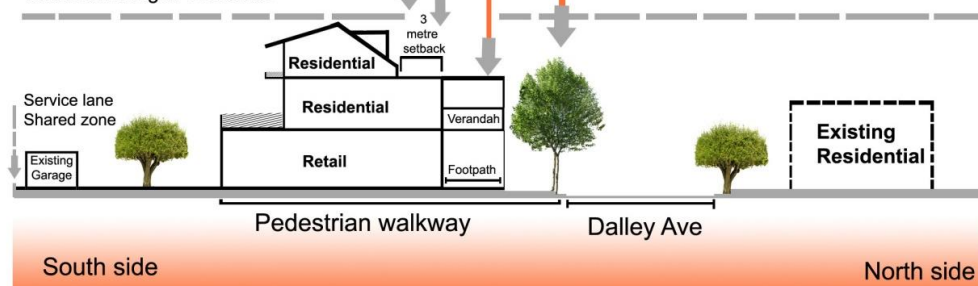 3
metre
setback
Residential
Residential
Verandah
Retail
Footpath
Service lane
Shared zone
Existing
Garage
Existing
Residential
Pedestrian walkway
Dalley Ave
South side
North side